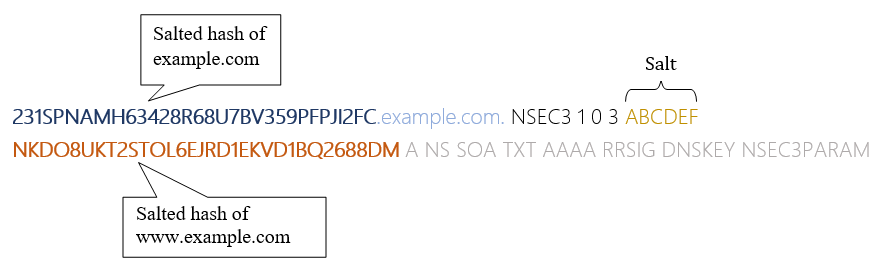 Salted hash of
example.com
Salt
231SPNAMH63428R68U7BV359PFPJI2FC.example.com. NSEC3 1 0 3 ABCDEF
NKDO8UKT2STOL6EJRD1EKVD1BQ2688DM A NS SOA TXT AAAA RRSIG DNSKEY NSEC3PARAM
Salted hash of
www.example.com